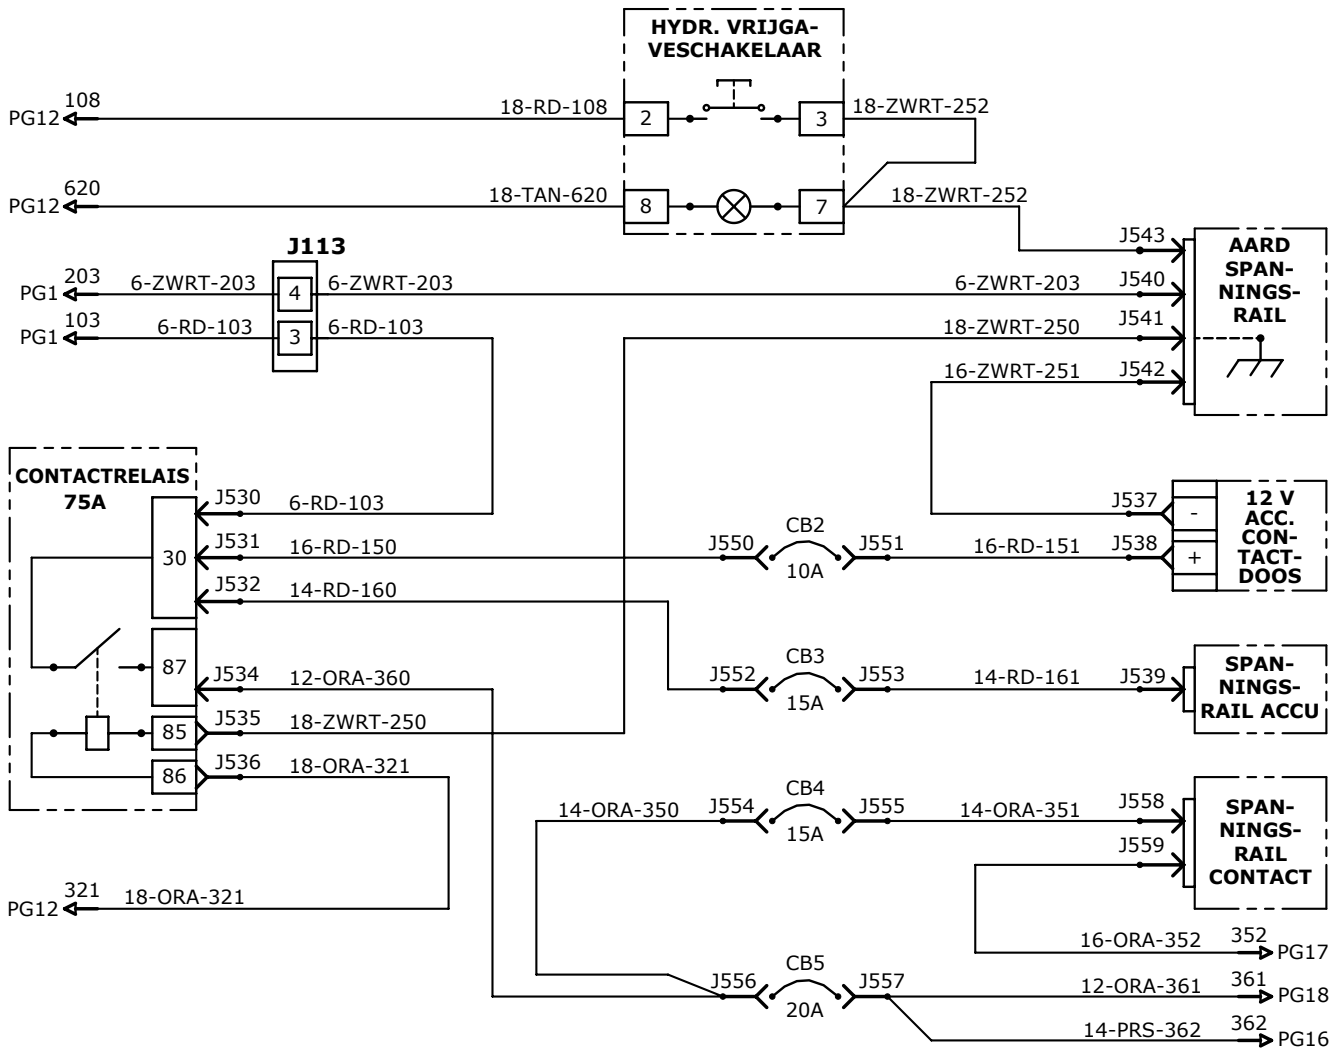 HYDR. VRIJGA-
VESCHAKELAAR
108
PG12
18-RD-108
2
3
18-ZWRT-252
620
PG12
18-TAN-620
8
7
18-ZWRT-252
J113
203
PG1
6-ZWRT-203
4
6-ZWRT-203
6-ZWRT-203
103
PG1
6-RD-103
3
6-RD-103
18-ZWRT-250
16-ZWRT-251
J543
J540
J541
J542
AARD
SPAN-
NINGS-
RAIL
CONTACTRELAIS
75A
30
87
85
86
J530
6-RD-103
J531
16-RD-150
J532
14-RD-160
J534
12-ORA-360
J535
18-ZWRT-250
J536
18-ORA-321
321
PG12
18-ORA-321
J550
CB2
10A
J551
16-RD-151
J537
J538
-
+
12 V
ACC.
CON-
TACT-
DOOS
J552
CB3
15A
J553
14-RD-161
J539
SPAN-
NINGS-
RAIL ACCU
14-ORA-350
J554
CB4
15A
J555
14-ORA-351
J558
J559
SPAN-
NINGS-
RAIL
CONTACT
16-ORA-352
352
PG17
J556
CB5
20A
J557
12-ORA-361
361
PG18
14-PRS-362
362
PG16